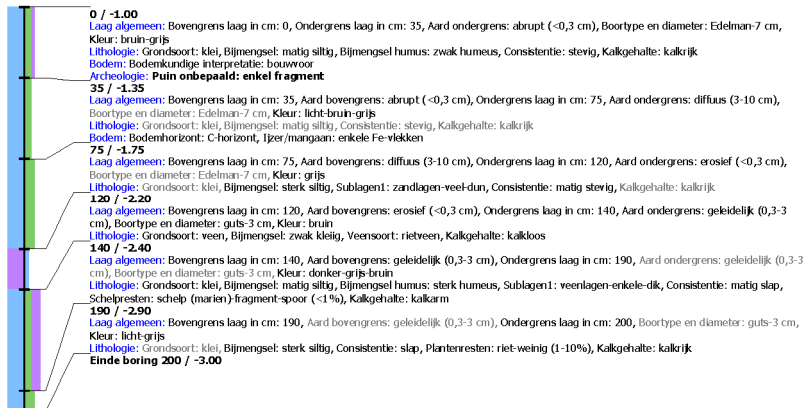 0 / -1.00
Laag algemeen: Bovengrens laag in cm: 0, Ondergrens laag in cm: 35, Aard ondergrens: abrupt (<0,3 cm), Boortype en diameter: Edelman-7 cm,
Kleur: bruin-grijs
Lithologie: Grondsoort: klei, Bijmengsel: matig siltig, Bijmengsel humus: zwak humeus, Consistentie: stevig, Kalkgehalte: kalkrijk
Bodem: Bodemkundige interpretatie: bouwvoor
Archeologie: Puin onbepaald: enkel fragment
35 / -1.35
Laag algemeen: Bovengrens laag in cm: 35, Aard bovengrens: abrupt (<0,3 cm), Ondergrens laag in cm: 75, Aard ondergrens: diffuus (3-10 cm),
Boortype en diameter: Edelman-7 cm, Kleur: licht-bruin-grijs
Lithologie: Grondsoort: klei, Bijmengsel: matig siltig, Consistentie: stevig, Kalkgehalte: kalkrijk
Bodem: Bodemhorizont: C-horizont, Ijzer/mangaan: enkele Fe-vlekken
75 / -1.75
Laag algemeen: Bovengrens laag in cm: 75, Aard bovengrens: diffuus (3-10 cm), Ondergrens laag in cm: 120, Aard ondergrens: erosief (<0,3 cm),
Boortype en diameter: Edelman-7 cm, Kleur: grijs
Lithologie: Grondsoort: klei, Bijmengsel: sterk siltig, Sublagen1: zandlagen-veel-dun, Consistentie: matig stevig, Kalkgehalte: kalkrijk
120 / -2.20
Laag algemeen: Bovengrens laag in cm: 120, Aard bovengrens: erosief (<0,3 cm), Ondergrens laag in cm: 140, Aard ondergrens: geleidelijk (0,3-3
cm), Boortype en diameter: guts-3 cm, Kleur: bruin
Lithologie: Grondsoort: veen, Bijmengsel: zwak kleiig, Veensoort: rietveen, Kalkgehalte: kalkloos
140 / -2.40
Laag algemeen: Bovengrens laag in cm: 140, Aard bovengrens: geleidelijk (0,3-3 cm), Ondergrens laag in cm: 190, Aard ondergrens: geleidelijk (0,3-3
cm), Boortype en diameter: guts-3 cm, Kleur: donker-grijs-bruin
Lithologie: Grondsoort: klei, Bijmengsel: matig siltig, Bijmengsel humus: sterk humeus, Sublagen1: veenlagen-enkele-dik, Consistentie: matig slap,
Schelpresten: schelp (marien)-fragment-spoor (<1%), Kalkgehalte: kalkarm
190 / -2.90
Laag algemeen: Bovengrens laag in cm: 190, Aard bovengrens: geleidelijk (0,3-3 cm), Ondergrens laag in cm: 200, Boortype en diameter: guts-3 cm,
Kleur: licht-grijs
Lithologie: Grondsoort: klei, Bijmengsel: sterk siltig, Consistentie: slap, Plantenresten: riet-weinig (1-10%), Kalkgehalte: kalkrijk
Einde boring 200 / -3.00